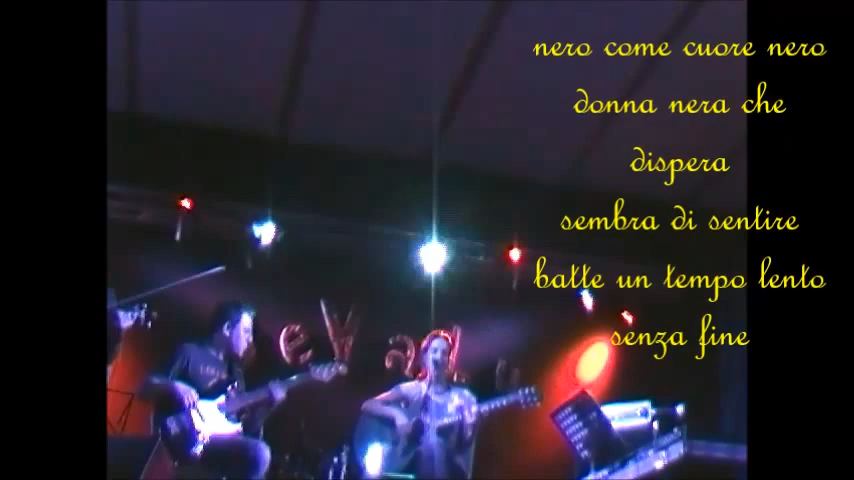 nero come cuore nero
donna nera che
dispera
sembra di sentire
batte un tempo lento
senza fine